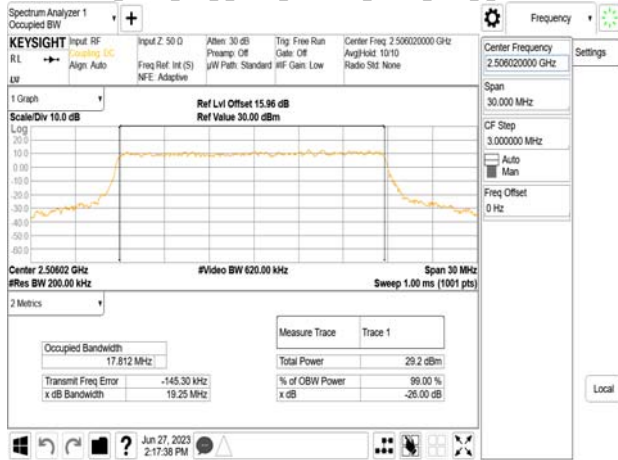 Spectrum Analyzer 1
Occupied BW
Frequency
KEYSIGHT
RL
LVI
Input: RF
Coupling: DC
Align: Auto
Input Z: 50 Ω
Freq Ref: Int (S)
NFE: Adaptive
Atten: 30 dB
Preamp: Off
µW Path: Standard
Trig: Free Run
Gate: Off
#IF Gain: Low
Center Freq: 2.506020000 GHz
Avg|Hold: 10/10
Radio Std: None
Center Frequency
2.506020000 GHz
Settings
Span
30.000 MHz
CF Step
3.000000 MHz
Auto
Man
Freq Offset
0 Hz
Local
1 Graph
Scale/Div 10.0 dB
Ref Lvl Offset 15.96 dB
Ref Value 30.00 dBm
Log
20.0
10.0
0.00
-10.0
-20.0
-30.0
-40.0
-50.0
-60.0
Center 2.50602 GHz
#Res BW 200.00 kHz
#Video BW 620.00 kHz
Span 30 MHz
Sweep 1.00 ms (1001 pts)
2 Metrics
Measure Trace Trace 1
Occupied Bandwidth
17.812 MHz
Total Power 29.2 dBm
Transmit Freq Error -145.30 kHz
% of OBW Power 99.00 %
x dB Bandwidth 19.25 MHz
x dB -26.00 dB
Jun 27, 2023
2:17:38 PM